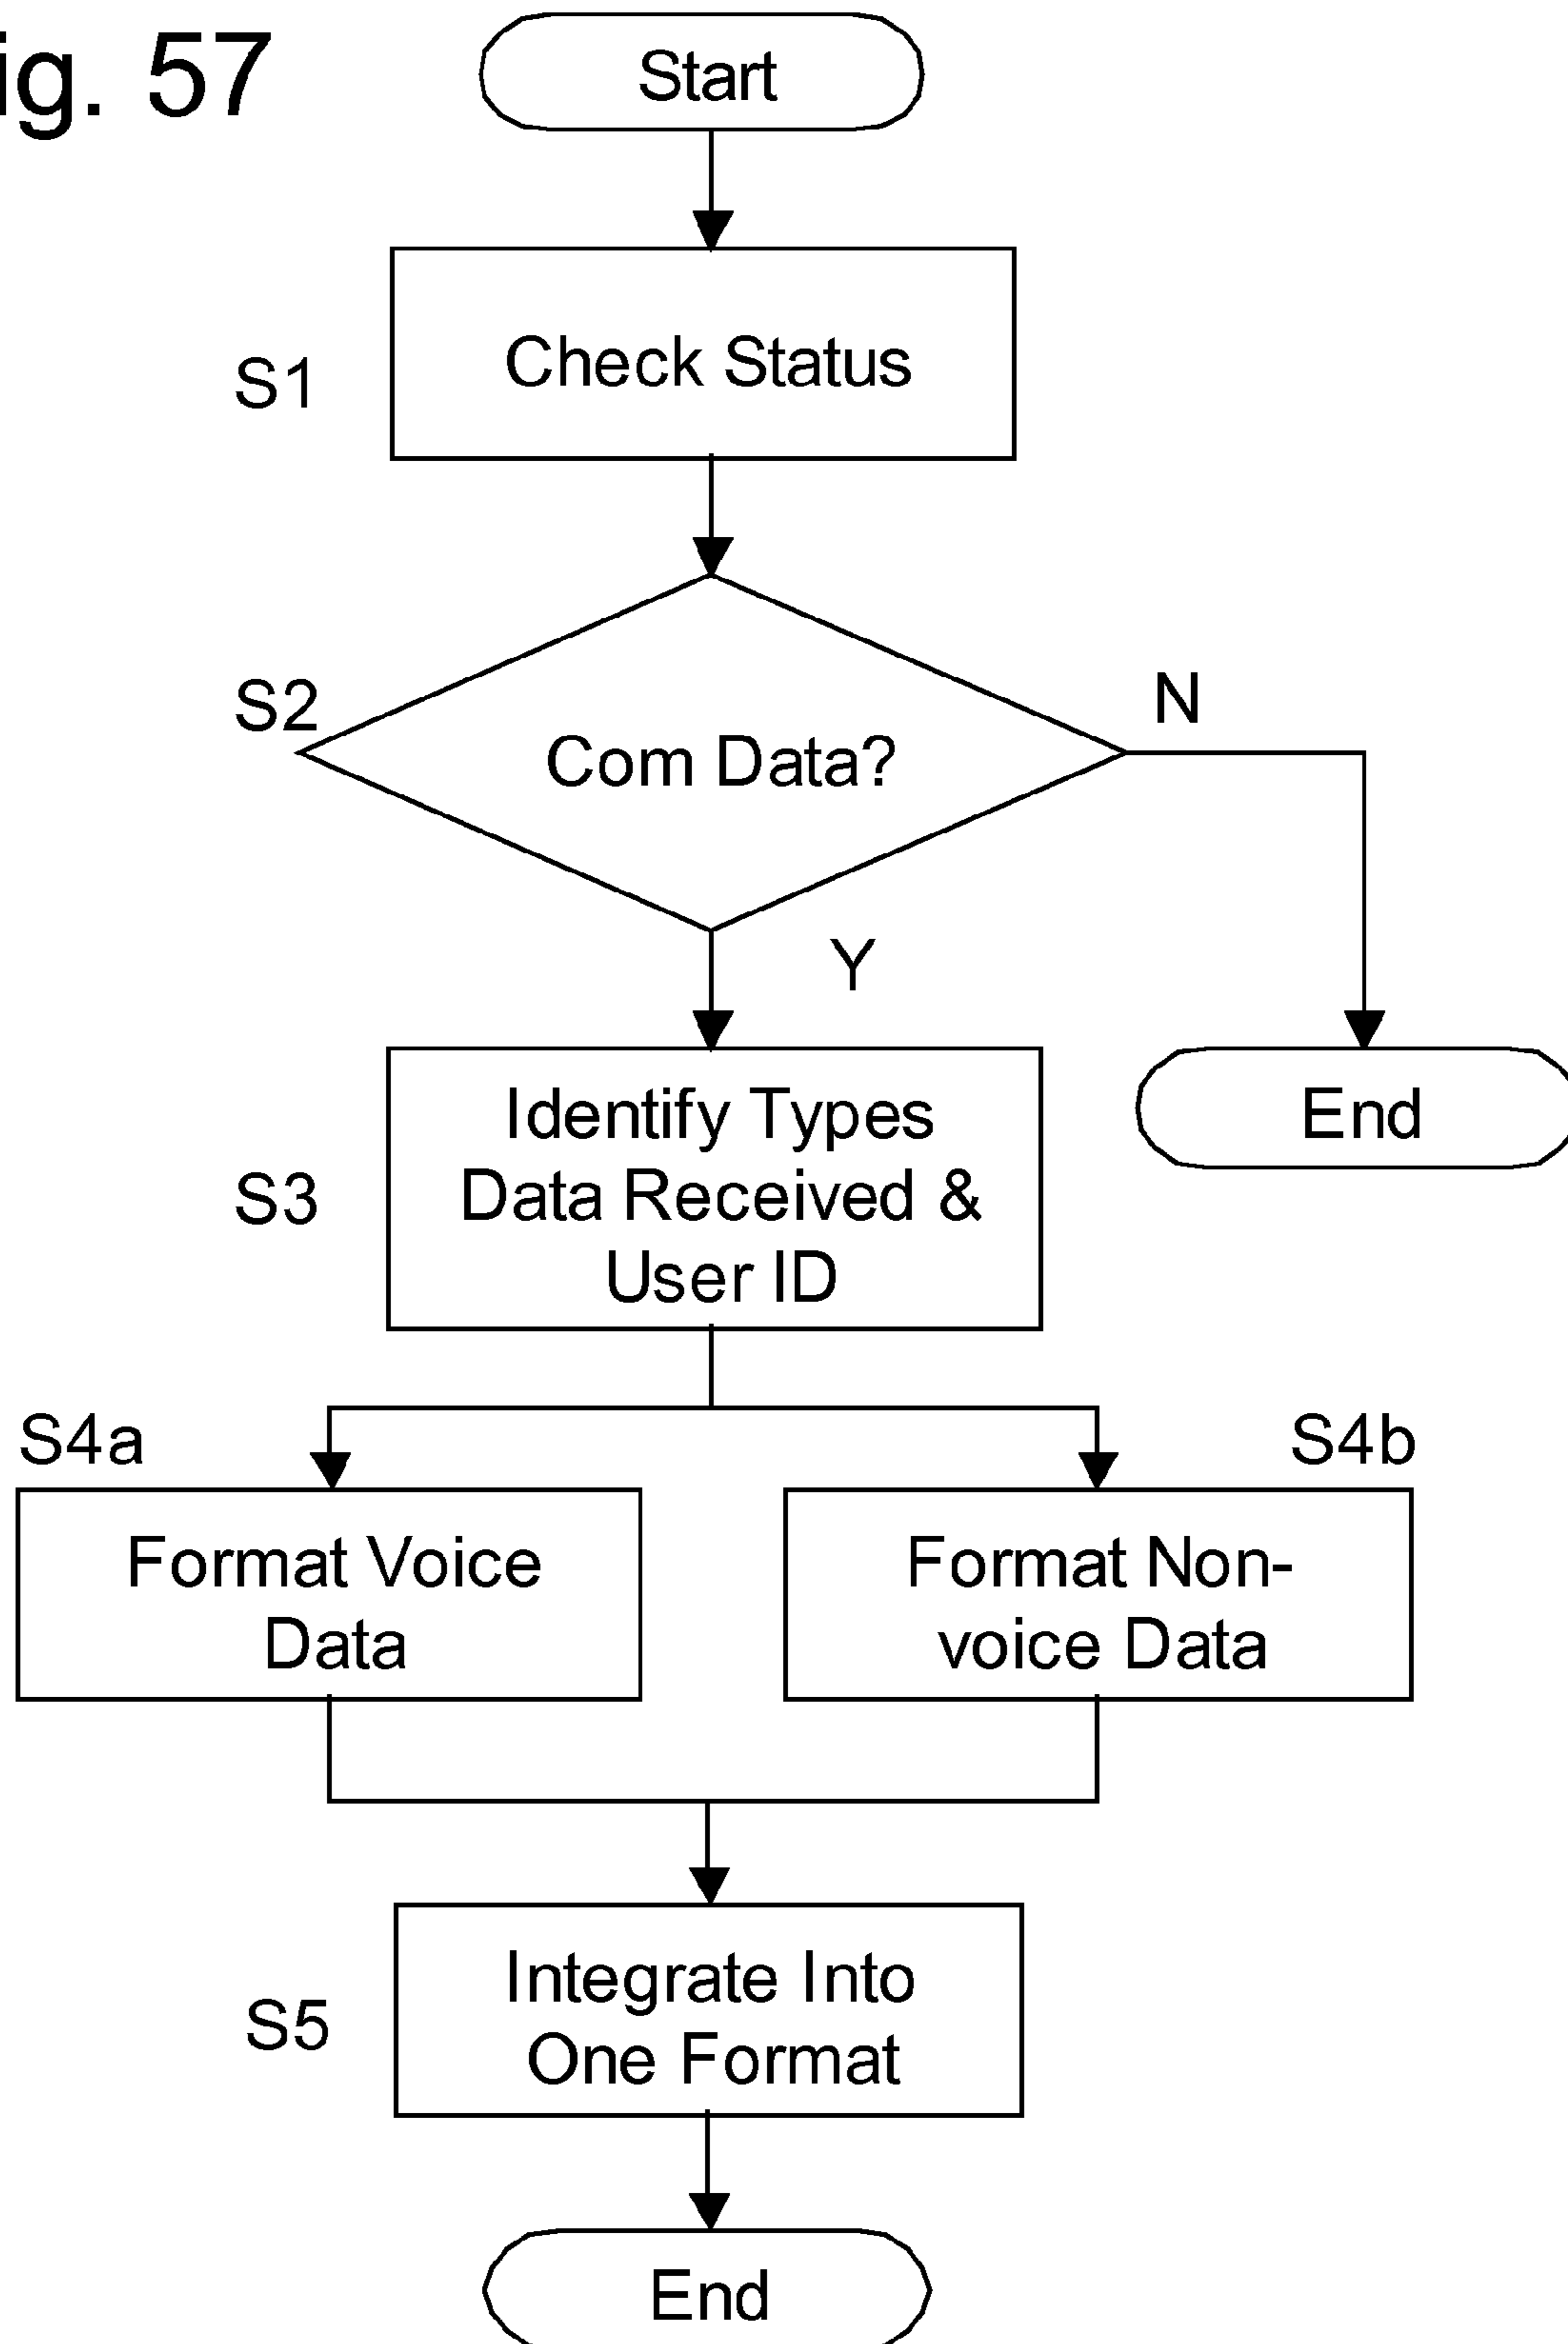 ig. 57
Start
S1
Check Status
S2
Com Data?
N
Y
S3
Identify Types
Data Received &
User ID
End
S4a
S4b
Format Voice
Data
Format Non-
voice Data
S5
Integrate Into
One Format
End